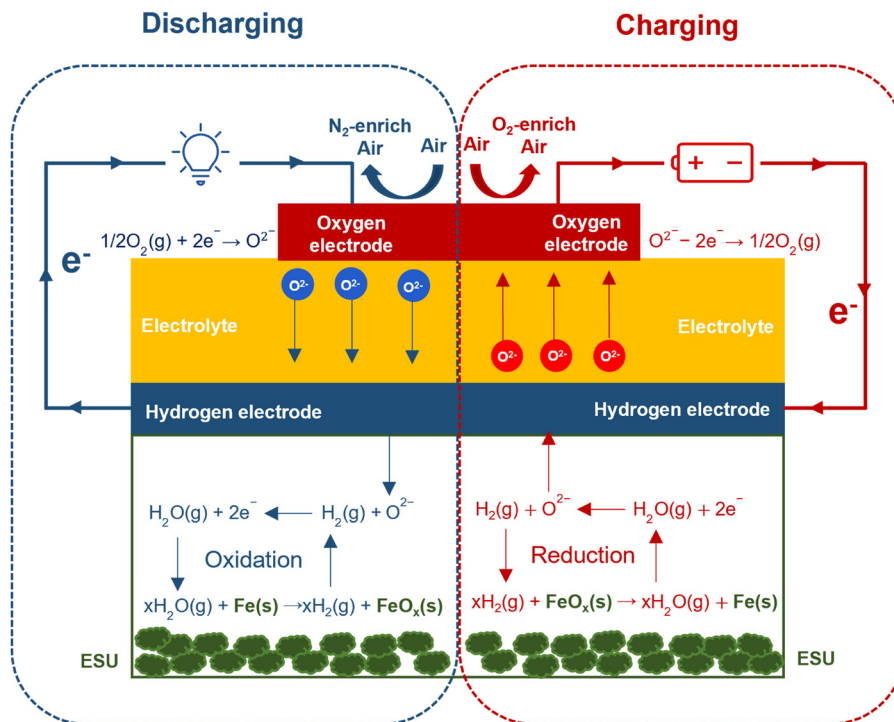 Discharging
Charging
N₂-enrich
Air
Air
Air
O₂-enrich
Air
+ −
Oxygen
electrode
Oxygen
electrode
1/2O₂(g) + 2e⁻ → O²⁻
O²⁻ − 2e⁻ → 1/2O₂(g)
e⁻
e⁻
O²⁻
O²⁻
O²⁻
Electrolyte
Electrolyte
O²⁻
O²⁻
O²⁻
Hydrogen electrode
Hydrogen electrode
H₂O(g) + 2e⁻
H₂(g) + O²⁻
Oxidation
xH₂O(g) + Fe(s) →xH₂(g) + FeOₓ(s)
H₂(g) + O²⁻
H₂O(g) + 2e⁻
Reduction
xH₂(g) + FeOₓ(s) → xH₂O(g) + Fe(s)
ESU
ESU